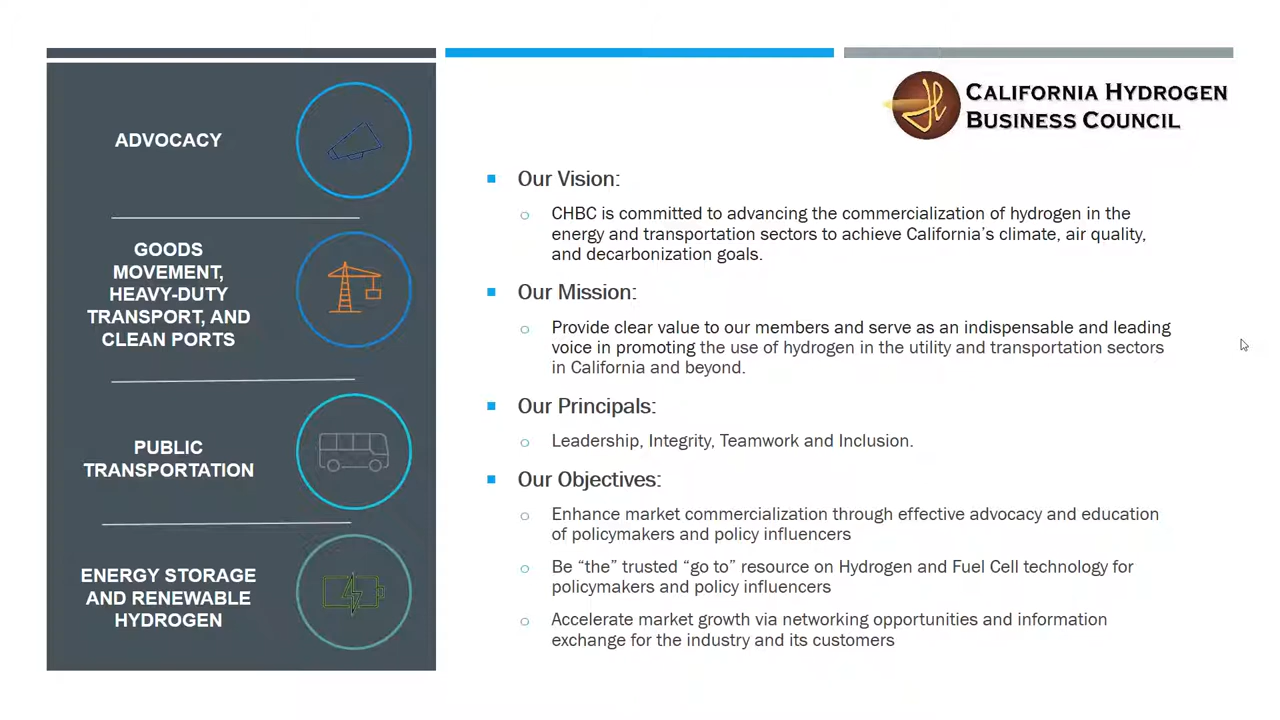 CALIFORNIA HYDROGEN
BUSINESS COUNCIL
ADVOCACY
GOODS
MOVEMENT,
HEAVY-DUTY
TRANSPORT, AND
CLEAN PORTS
PUBLIC
TRANSPORTATION
ENERGY STORAGE
AND RENEWABLE
HYDROGEN
Our Vision:
CHBC is committed to advancing the commercialization of hydrogen in the
energy and transportation sectors to achieve California's climate, air quality,
and decarbonization goals.
Our Mission:
Provide clear value to our members and serve as an indispensable and leading
voice in promoting the use of hydrogen in the utility and transportation sectors
in California and beyond.
Our Principals:
Leadership, Integrity, Teamwork and Inclusion.
Our Objectives:
Enhance market commercialization through effective advocacy and education
of policymakers and policy influencers
Be “the” trusted “go to” resource on Hydrogen and Fuel Cell technology for
policymakers and policy influencers
Accelerate market growth via networking opportunities and information
exchange for the industry and its customers